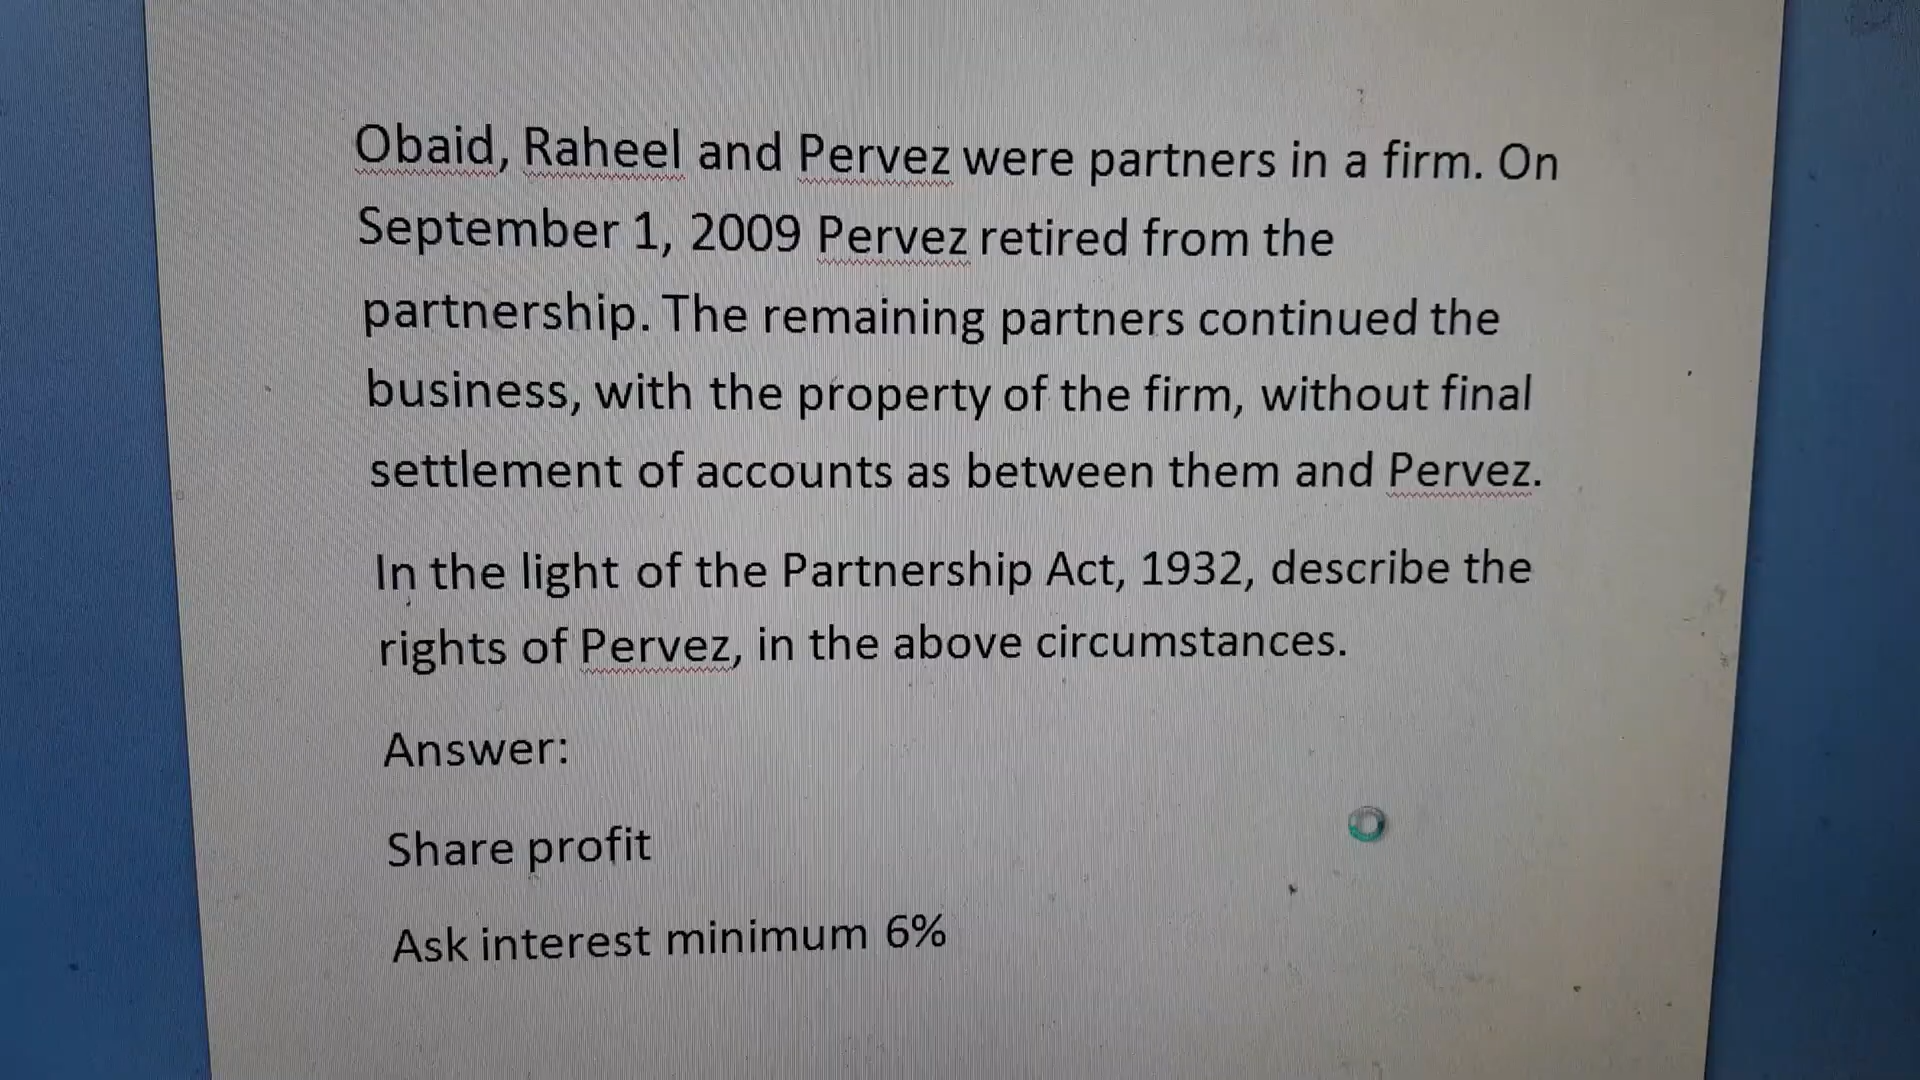 Obaid, Raheel and Pervez were partners in a firm. On
September 1, 2009 Pervez retired from the
partnership. The remaining partners continued the
business, with the property of the firm, without final
settlement of accounts as between them and Pervez.
In the light of the Partnership Act, 1932, describe the
rights of Pervez, in the above circumstances.
Answer:
Share profit
Ask interest minimum 6%